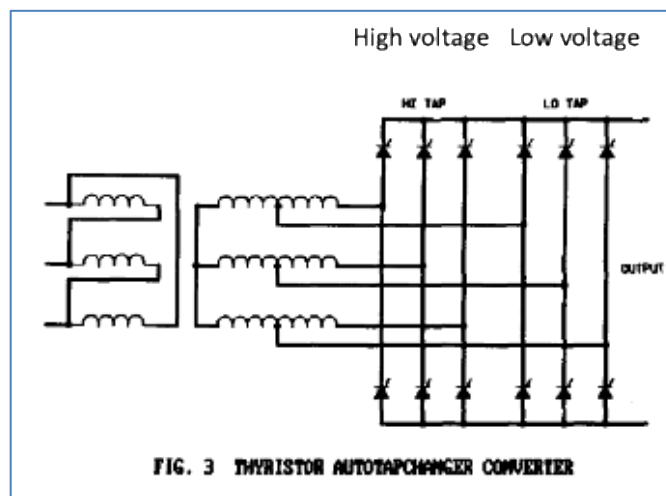 High voltage Low voltage
HI TAP LO TAP
OUTPUT
FIG. 3 THYRISTOR AUTOTAPCHANGER CONVERTER